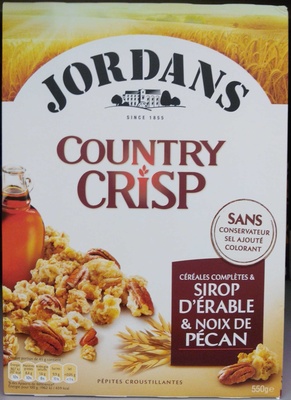 JORDANS
SINCE 1855
COUNTRY
CRISP
SANS
CONSERVATEUR
SEL AJOUTÉ
COLORANT
CÉRÉALES COMPLÈTES &
SIROP
D'ÉRABLE
& NOIX DE
PÉCAN
PÉPITES CROUSTILLANTES
550g